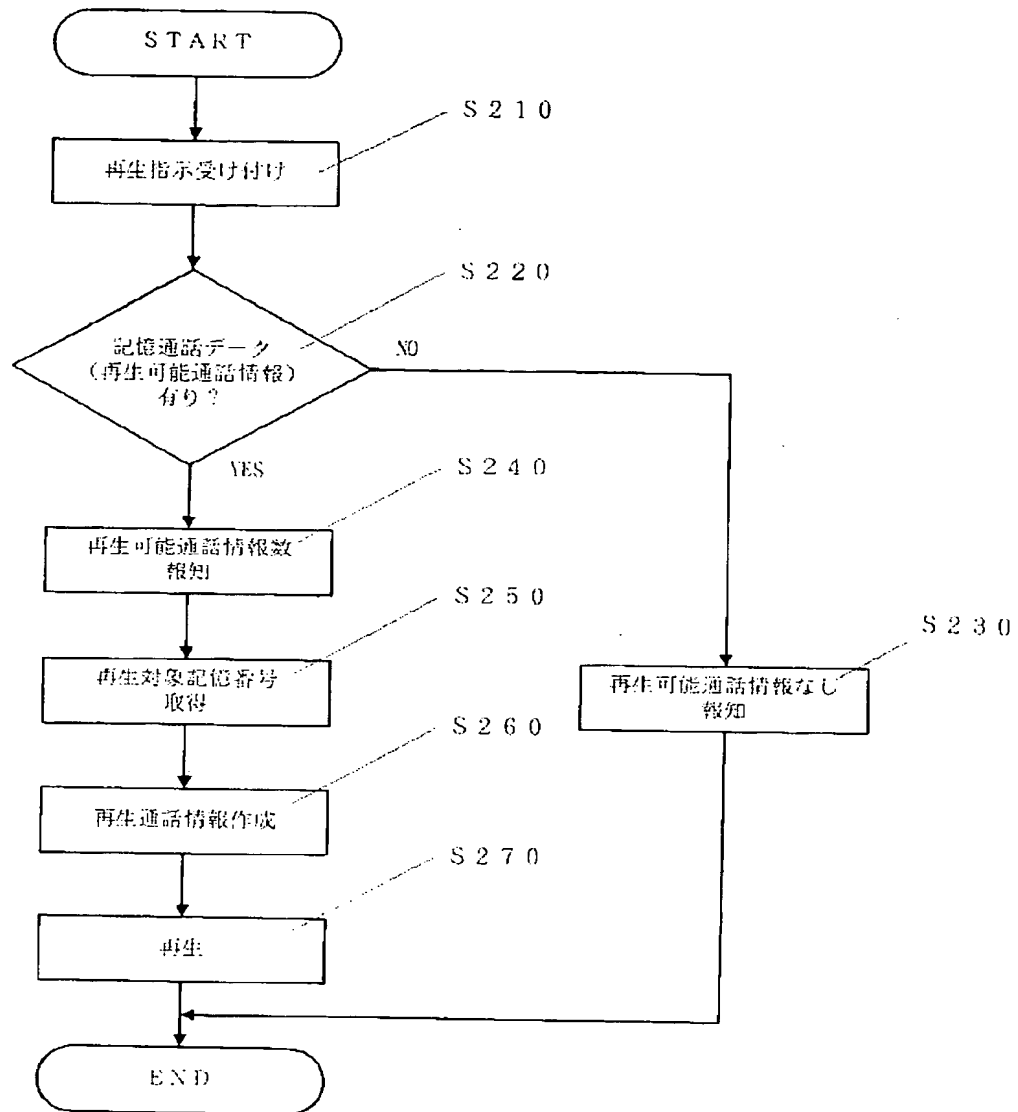 START
S210
再生指示受け付け
S220
記憶通話データ
(再生可能通話情報)
有り?
NO
YES
S240
再生可能通話情報数
報知
S250
再生対象記憶番号
取得
S230
再生可能通話情報なし
報知
S260
再生通話情報作成
S270
再生
END